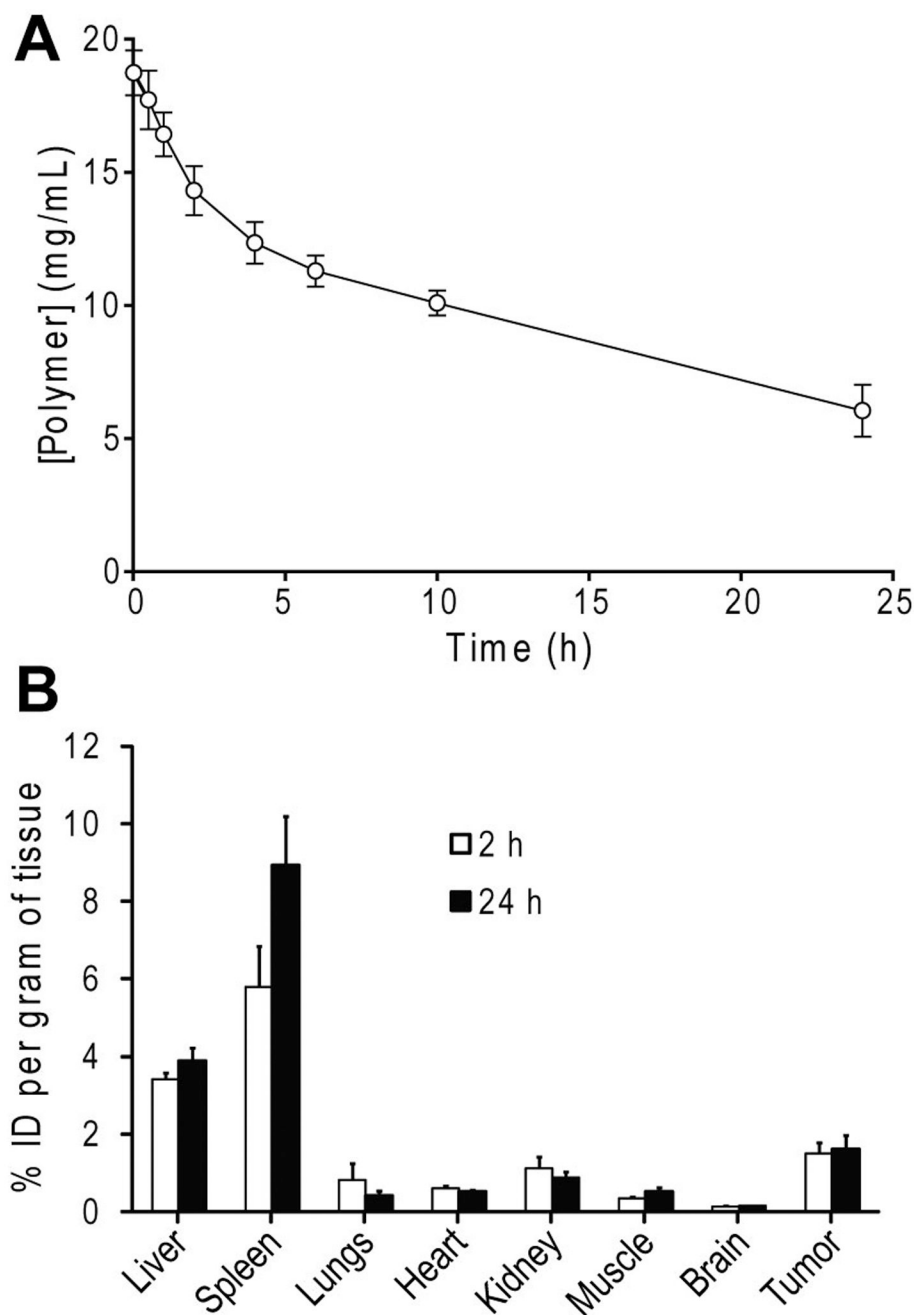 A
20
15
10
5
0
[Polymer] (mg/mL)
0 5 10 15 20 25
Time (h)
B
12
10
8
6
4
2
0
% ID per gram of tissue
2 h
24 h
Liver Spleen Lungs Heart Kidney Muscle Brain Tumor